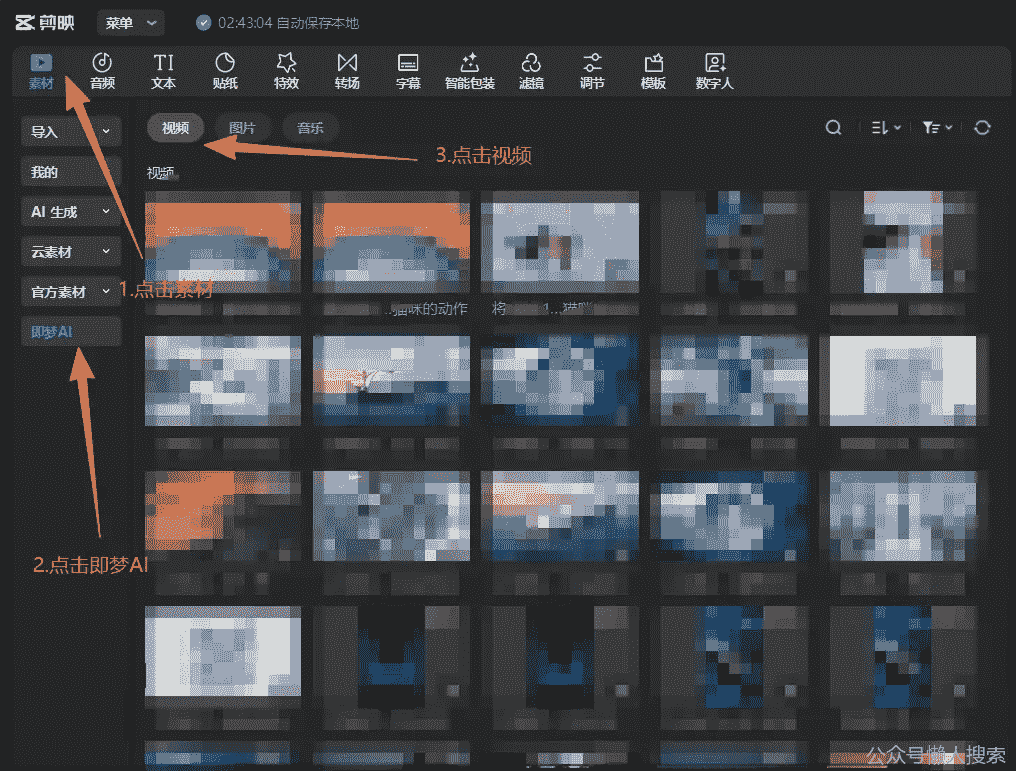 剪映 菜单 02:43:04 自动保存本地
素材 音频 文本 贴纸 特效 转场 字幕 智能包装 滤镜 调节 模板 数字人
导入 视频 图片 音乐
3.点击视频
我的 视频
AI 生成
云素材
官方素材 1.点击素材
..猫咪的动作 将 1...猫咪
即梦AI
2.点击即梦AI
公众号懒人搜索